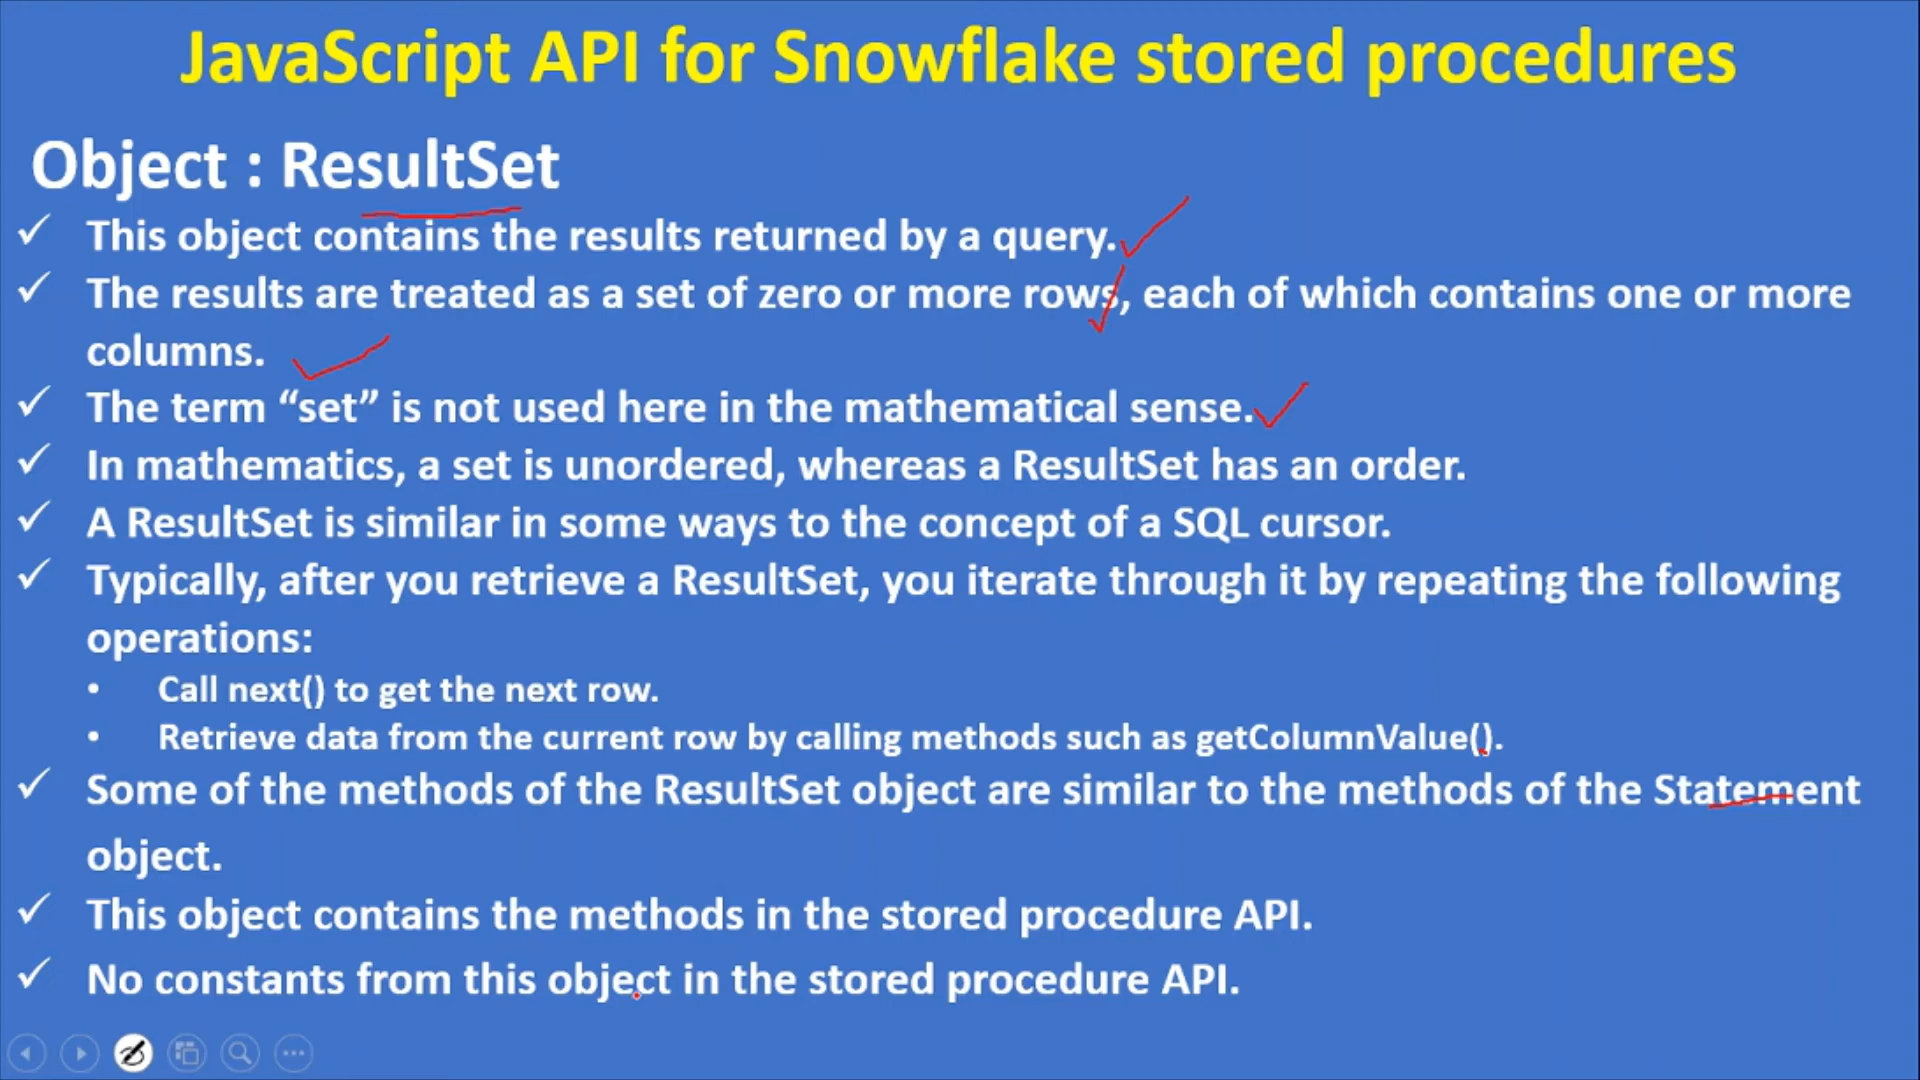 JavaScript API for Snowflake stored procedures
Object : ResultSet
✓ This object contains the results returned by a query.
✓ The results are treated as a set of zero or more rows, each of which contains one or more
columns.
✓ The term “set” is not used here in the mathematical sense.
✓ In mathematics, a set is unordered, whereas a ResultSet has an order.
✓ A ResultSet is similar in some ways to the concept of a SQL cursor.
✓ Typically, after you retrieve a ResultSet, you iterate through it by repeating the following
operations:
• Call next() to get the next row.
• Retrieve data from the current row by calling methods such as getColumnValue().
✓ Some of the methods of the ResultSet object are similar to the methods of the Statement
object.
✓ This object contains the methods in the stored procedure API.
✓ No constants from this object in the stored procedure API.